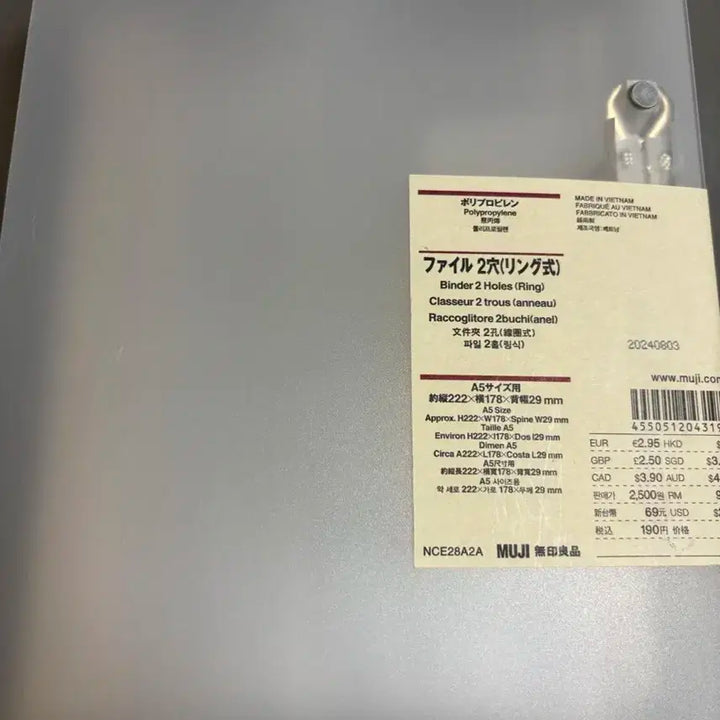 ポリプロピレン
Polypropylene
聚丙烯
폴리프로필렌
MADE IN VIETNAM
FABRIQUÉ AU VIETNAM
FABBRICATO IN VIETNAM
越南製
제조국명:베트남
ファイル 2穴(リング式)
Binder 2 Holes (Ring)
Classeur 2 trous (anneau)
Raccoglitore 2buchi(anel)
文件夾 2孔(線圈式)
파일 2홀(링식)
20240803
www.muji.com
A5サイズ用
約縦222×横178×背幅29 mm
A5 Size
Approx. H222×W178×Spine W29 mm
Taille A5
Environ H222×l178×Dos l29 mm
Dimen A5
Circa A222×L178×Costa L29 mm
A5尺寸用
約縱長222×橫寬178×背寬29 mm
A5 사이즈용
약 세로 222×가로 178×두께 29 mm
455051204319
EUR €2.95 HKD
GBP £2.50 SGD
CAD $3.90 AUD
판매가 2,500원 RM
新台幣 69元 USD
税込 190円 价格
NCE28A2A MUJI 無印良品